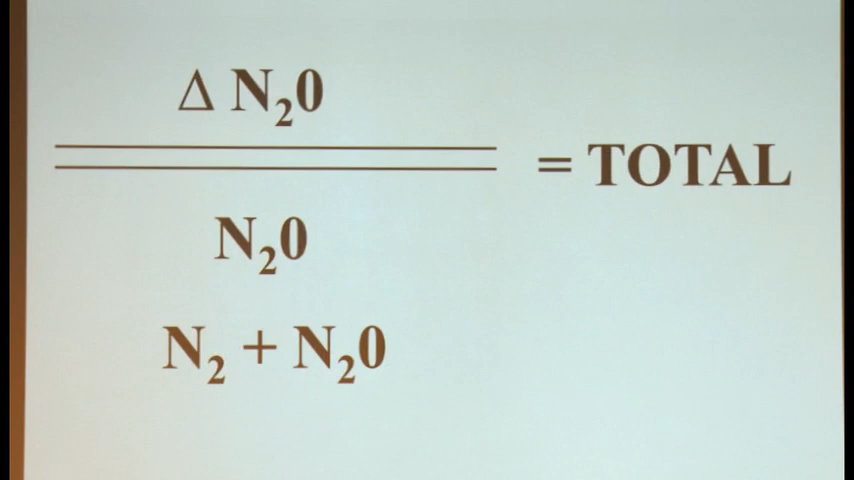 Δ N₂0
= TOTAL
N₂0
N₂ + N₂0